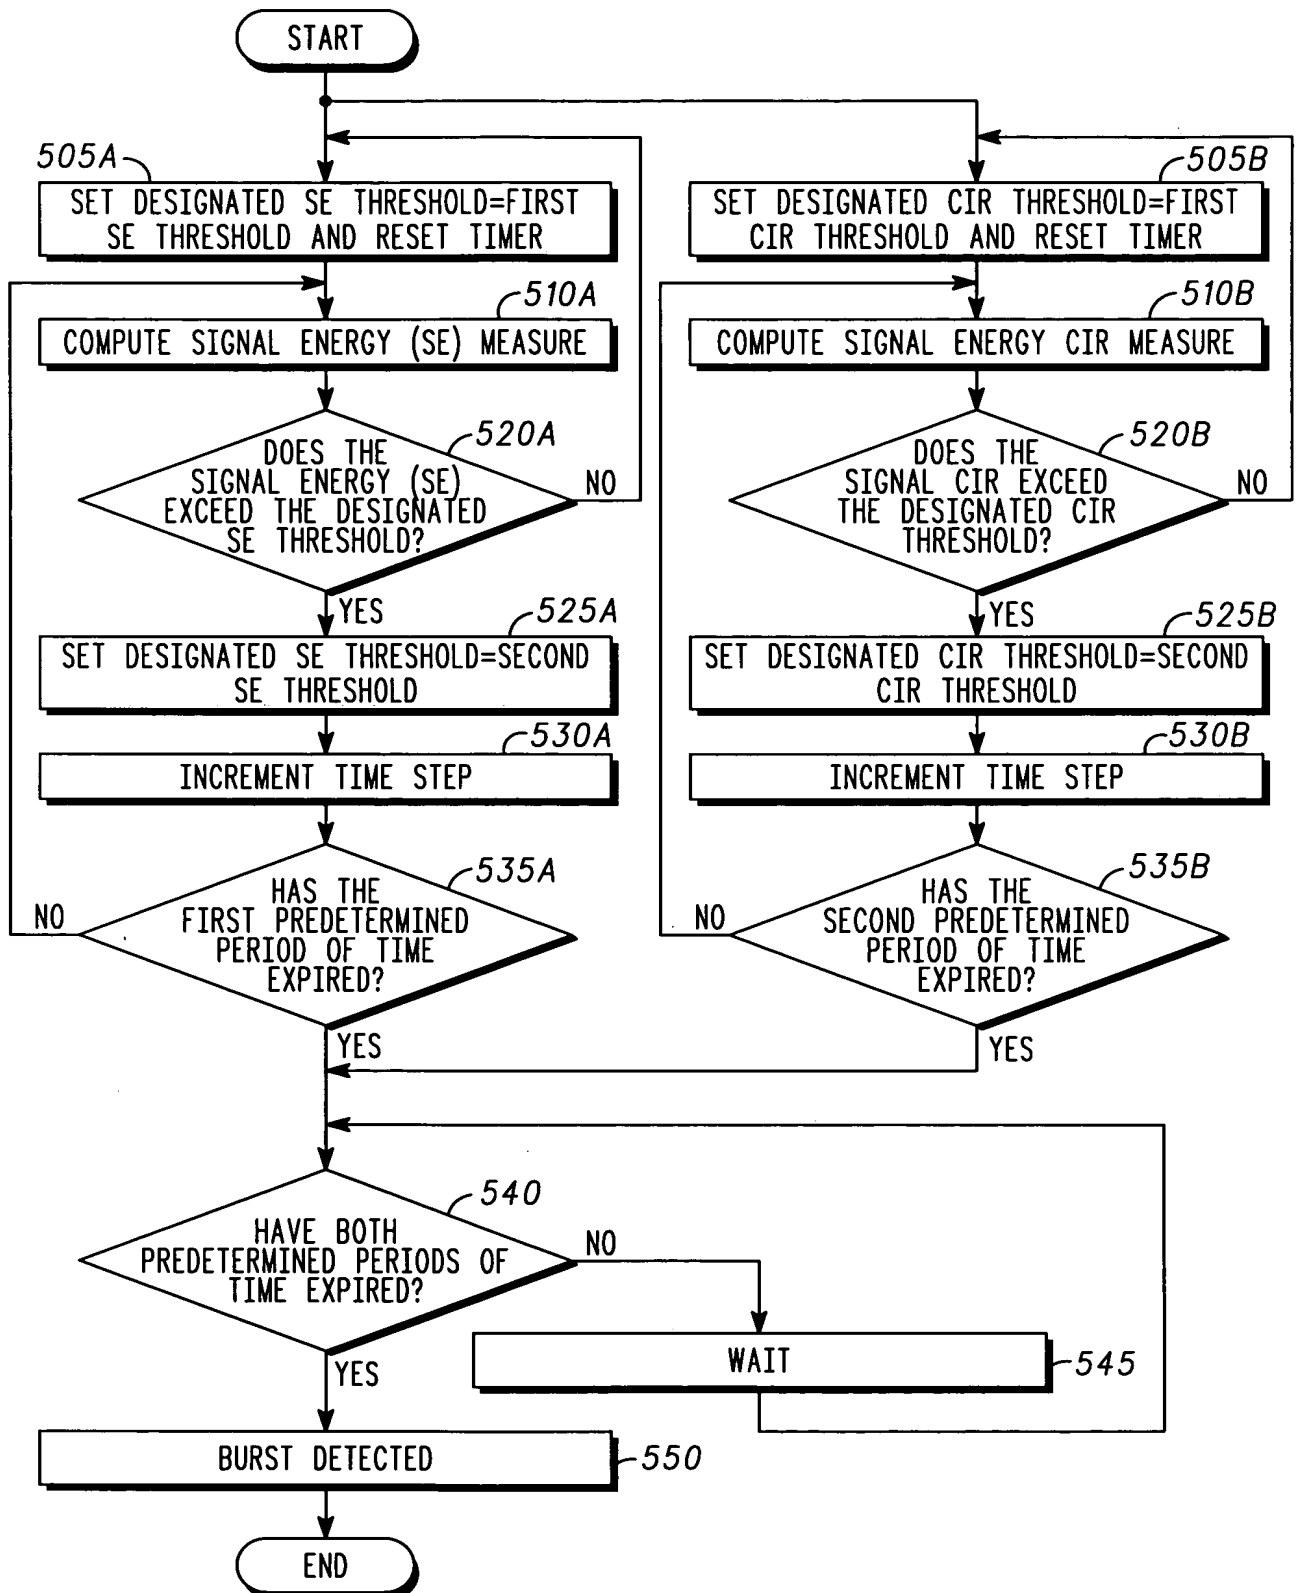 START
505A
SET DESIGNATED SE THRESHOLD=FIRST
SE THRESHOLD AND RESET TIMER
510A
COMPUTE SIGNAL ENERGY (SE) MEASURE
520A
DOES THE
SIGNAL ENERGY (SE)
EXCEED THE DESIGNATED
SE THRESHOLD?
NO
YES
525A
SET DESIGNATED SE THRESHOLD=SECOND
SE THRESHOLD
530A
INCREMENT TIME STEP
535A
HAS THE
FIRST PREDETERMINED
PERIOD OF TIME
EXPIRED?
NO
YES
505B
SET DESIGNATED CIR THRESHOLD=FIRST
CIR THRESHOLD AND RESET TIMER
510B
COMPUTE SIGNAL ENERGY CIR MEASURE
520B
DOES THE
SIGNAL CIR EXCEED
THE DESIGNATED CIR
THRESHOLD?
NO
YES
525B
SET DESIGNATED CIR THRESHOLD=SECOND
CIR THRESHOLD
530B
INCREMENT TIME STEP
535B
HAS THE
SECOND PREDETERMINED
PERIOD OF TIME
EXPIRED?
NO
YES
540
HAVE BOTH
PREDETERMINED PERIODS OF
TIME EXPIRED?
NO
YES
WAIT
545
BURST DETECTED
550
END